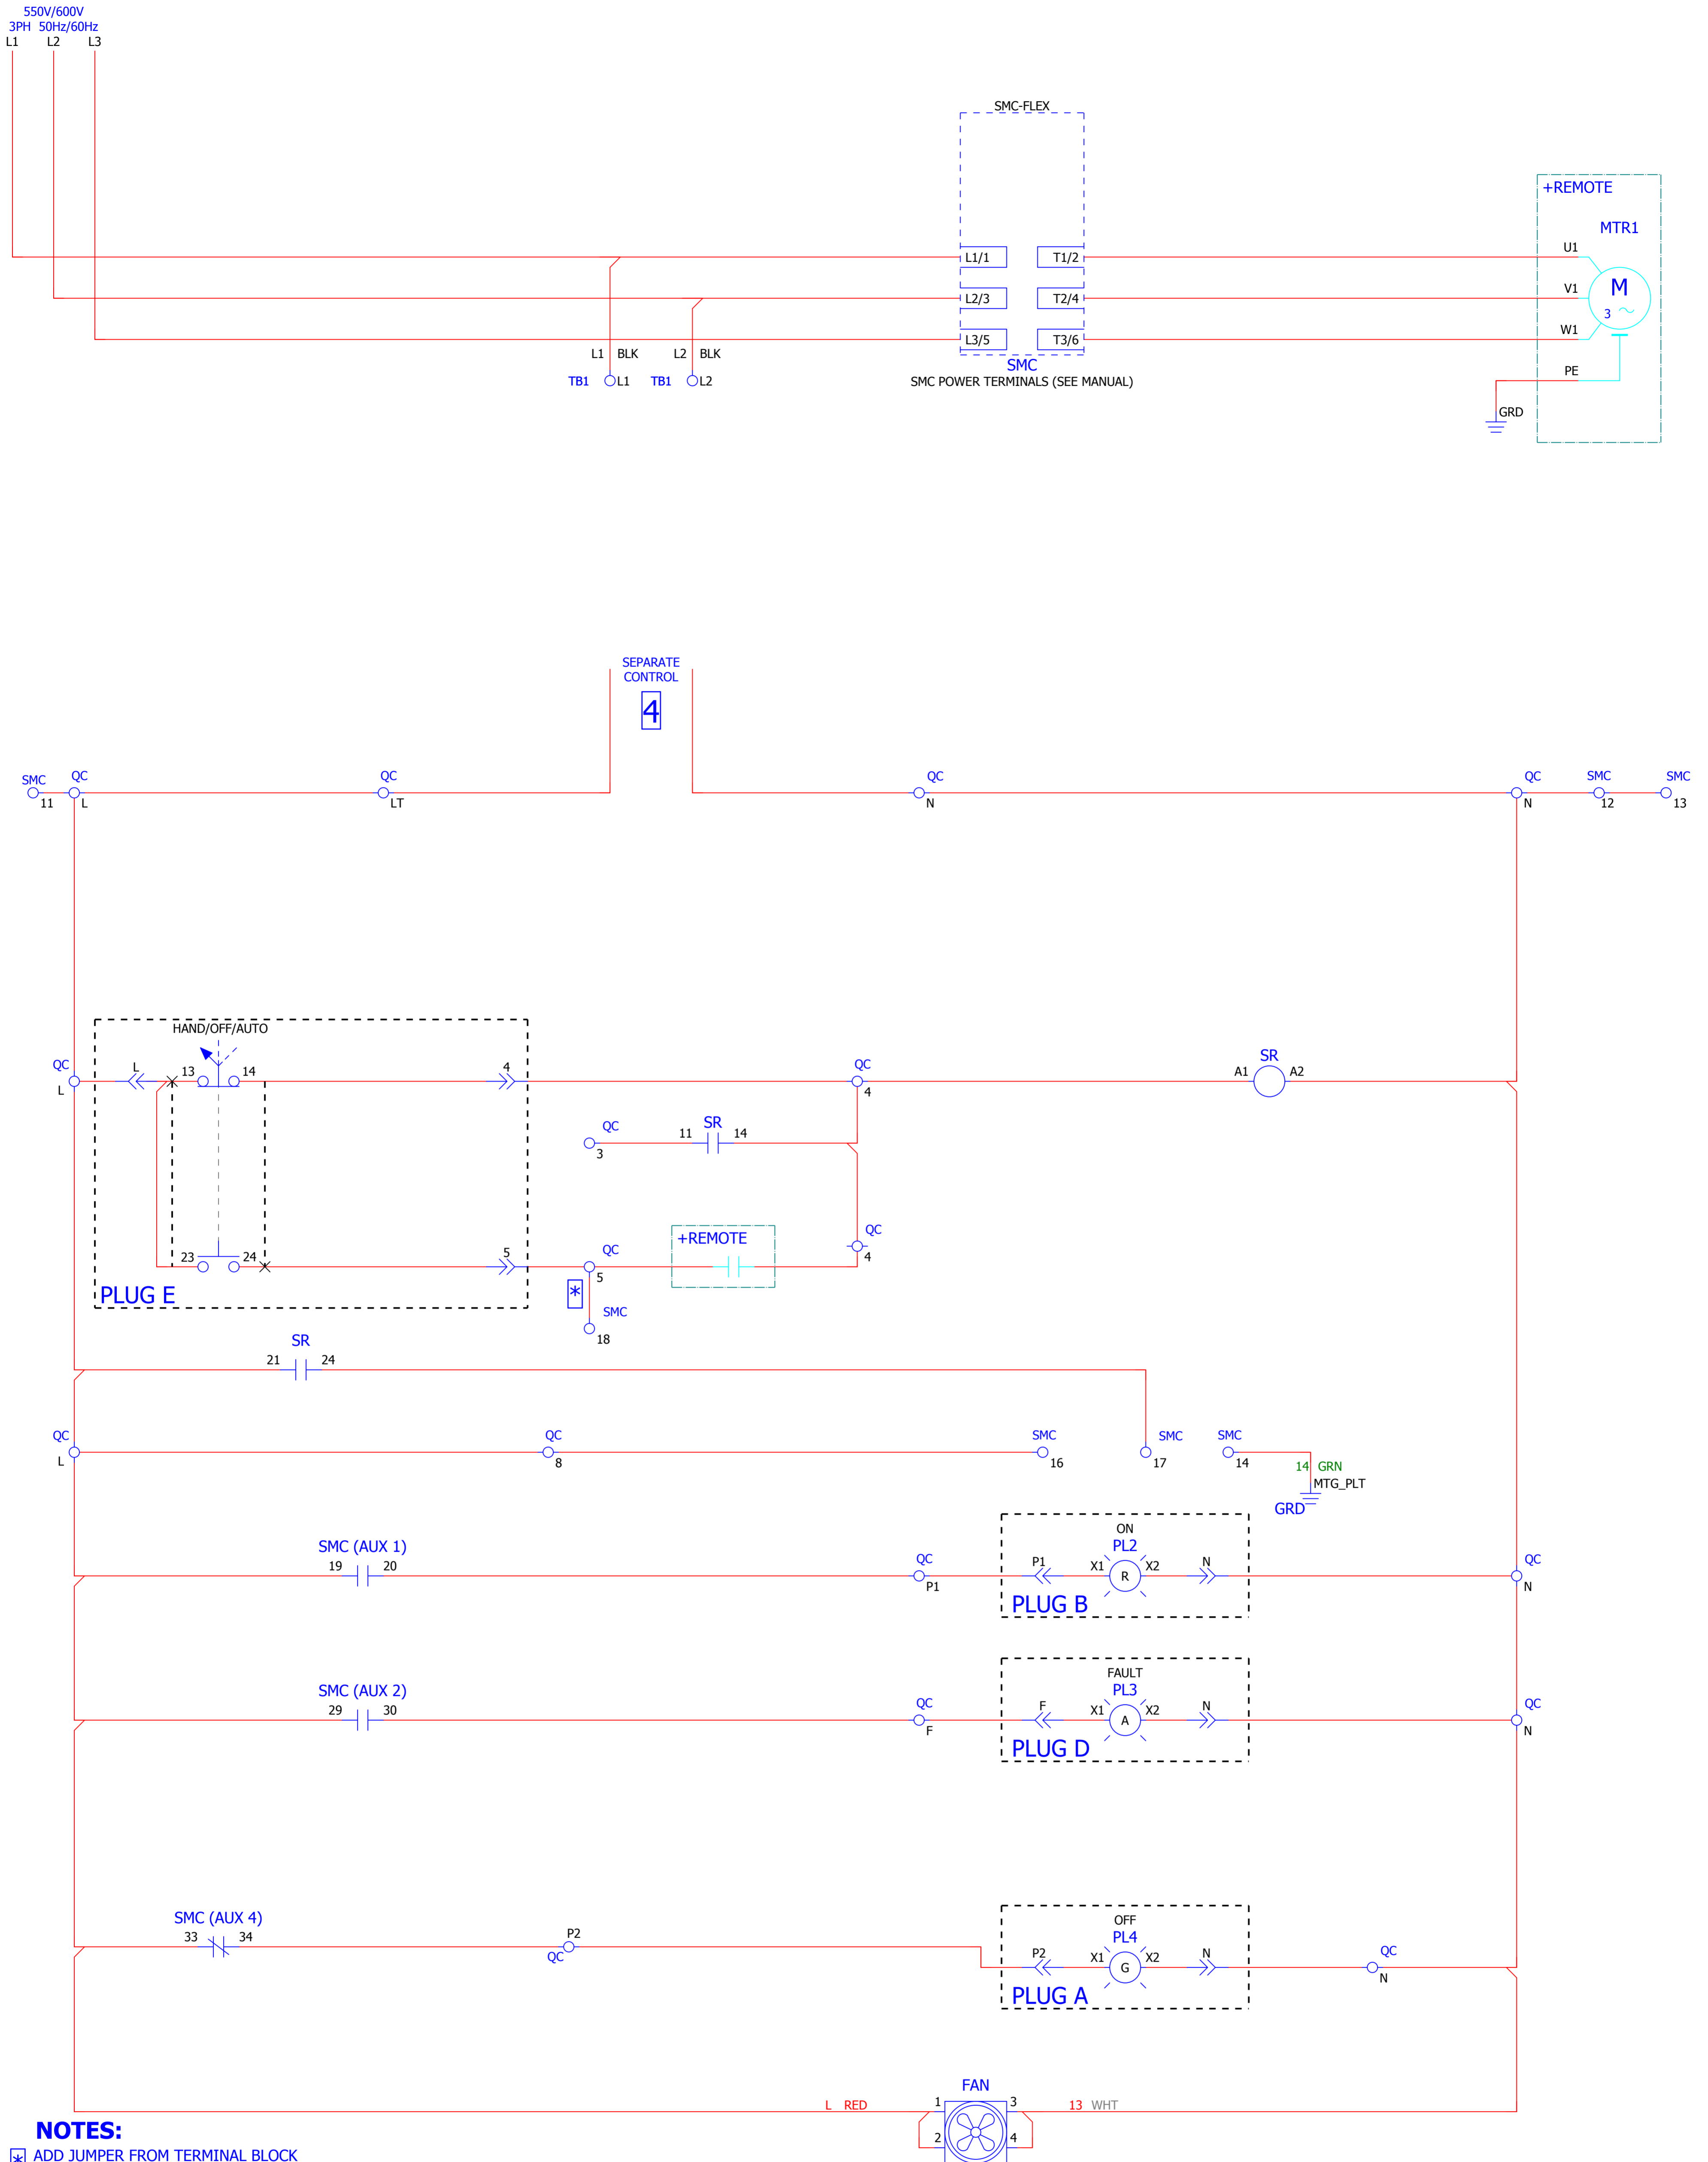 550V/600V
3PH 50Hz/60Hz
L1 L2 L3
SMC-FLEX
+REMOTE
MTR1
L1/1 T1/2 U1
L2/3 T2/4 V1 M
3
L3/5 T3/6 W1
L1 BLK L2 BLK
SMC
TB1 L1 TB1 L2
SMC POWER TERMINALS (SEE MANUAL)
PE
GRD
SEPARATE
CONTROL
4
SMC QC QC QC QC SMC SMC
11 L LT N N 12 13
HAND/OFF/AUTO
QC L 13 14 4 QC SR
A1 A2
L 4
QC SR
11 14
3
QC
+REMOTE
23 24 5 QC 4
5
PLUG E
*
SMC
18
SR
21 24
QC QC SMC SMC SMC
L 8 16 17 14
14 GRN
MTG_PLT
GRD
ON
SMC (AUX 1) PL2
19 20 QC P1 X1 R X2 N QC
P1 N
PLUG B
FAULT
SMC (AUX 2) PL3
29 30 QC F X1 A X2 N QC
F N
PLUG D
OFF
SMC (AUX 4) PL4
33 34 P2 P2 X1 G X2 N QC
QC N
PLUG A
FAN
L RED 1 3 13 WHT
2 4
NOTES:
* ADD JUMPER FROM TERMINAL BLOCK